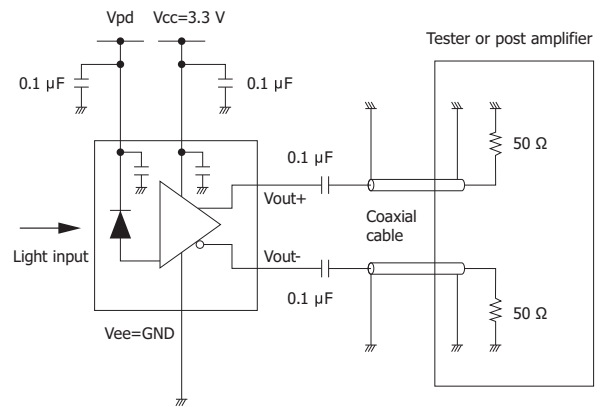 Vpd
Vcc=3.3 V
Tester or post amplifier
0.1 µF
0.1 µF
0.1 µF
50 Ω
Vout+
Coaxial
cable
Light input
Vout-
0.1 µF
50 Ω
Vee=GND